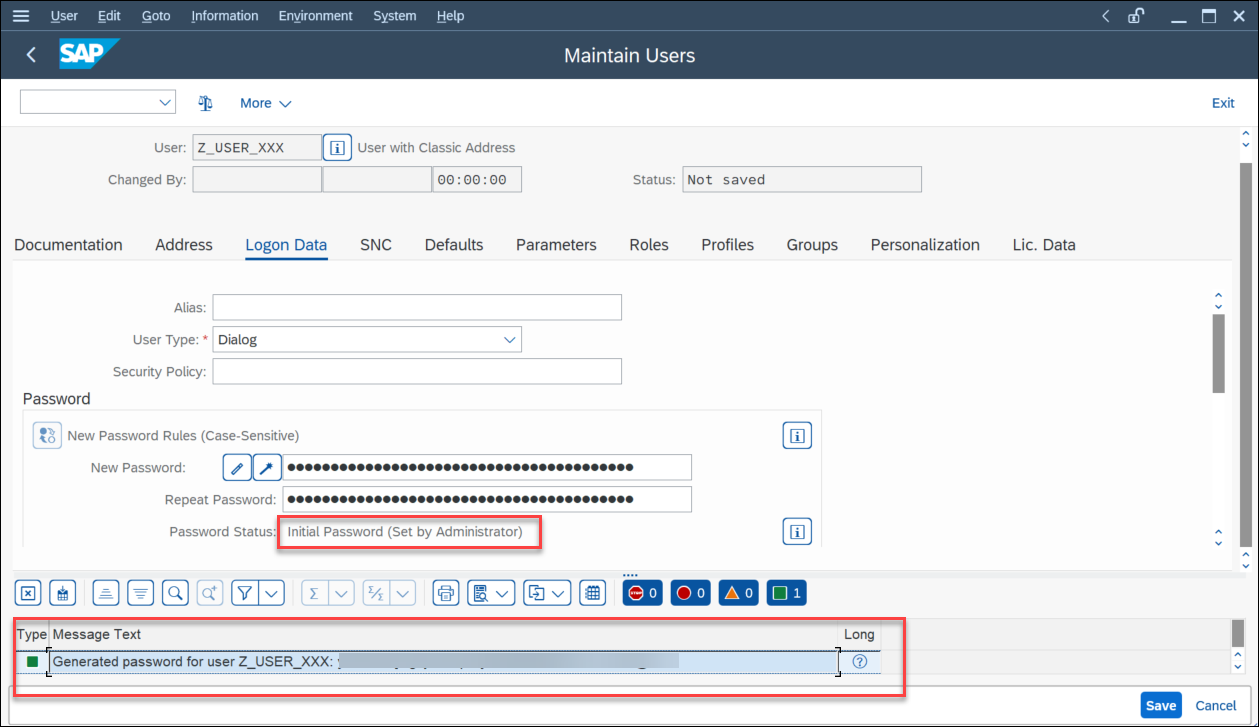 User Edit Goto Information Environment System Help
SAP Maintain Users
More Exit
User: Z_USER_XXX User with Classic Address
Changed By: 00:00:00 Status: Not saved
Documentation Address Logon Data SNC Defaults Parameters Roles Profiles Groups Personalization Lic. Data
Alias:
User Type: * Dialog
Security Policy:
Password
New Password Rules (Case-Sensitive)
New Password: ●●●●●●●●●●●●●●●●●●●●●●●●●●●●●●●●●●●●●●●●
Repeat Password: ●●●●●●●●●●●●●●●●●●●●●●●●●●●●●●●●●●●●●●●●
Password Status: Initial Password (Set by Administrator)
STOP 0 0 0 1
Type Message Text Long
Generated password for user Z_USER_XXX:
Save Cancel